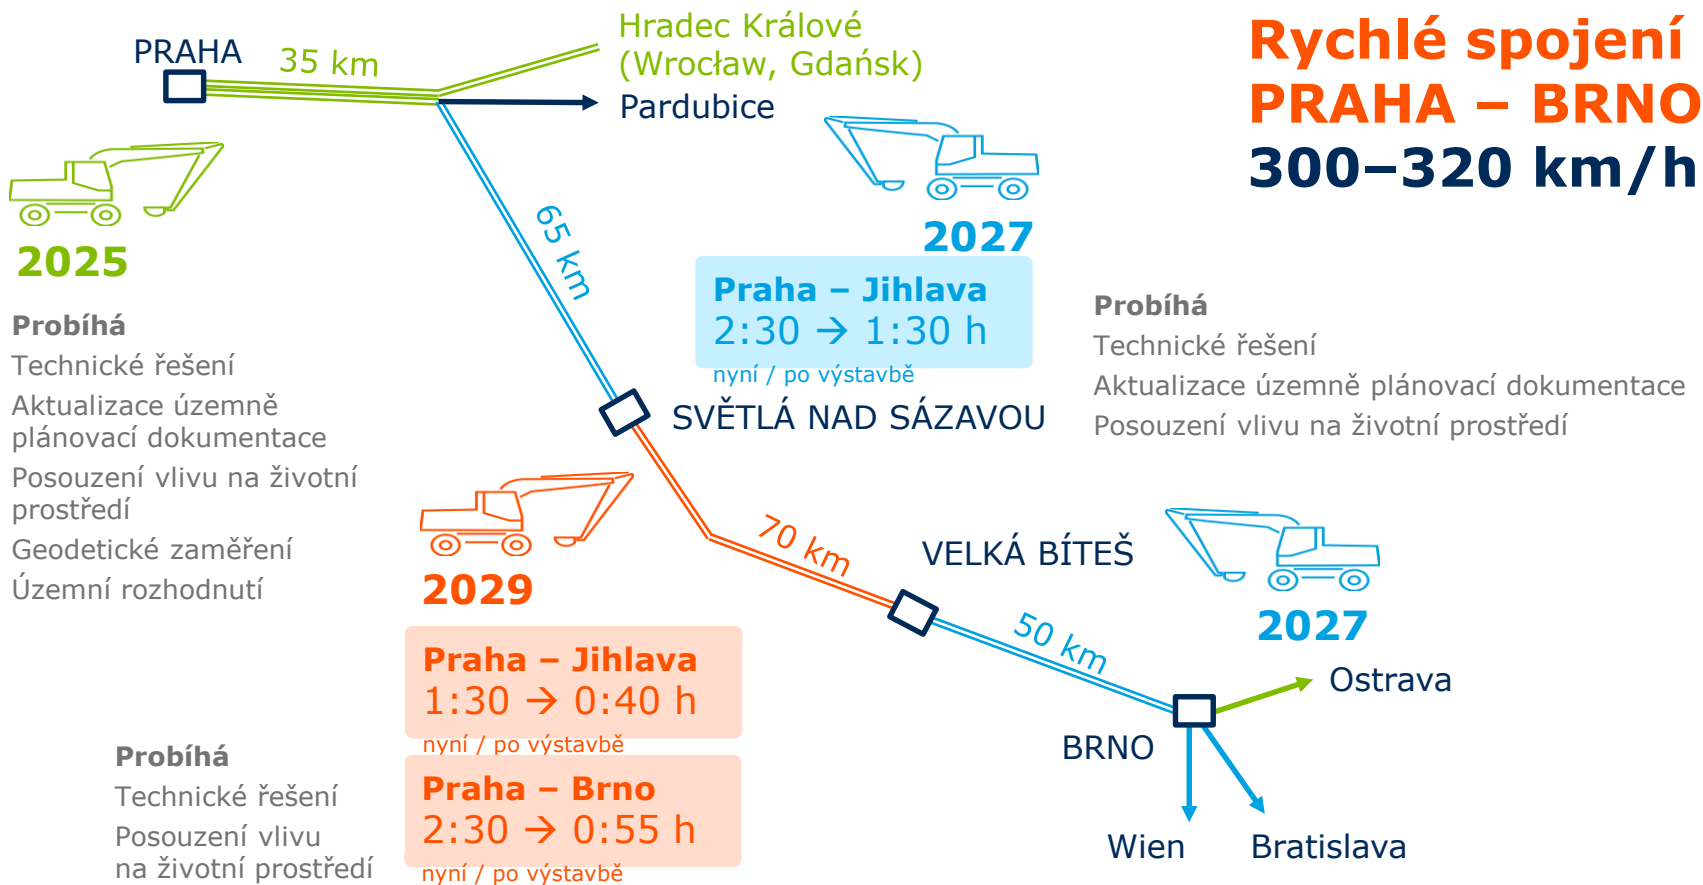 Rychlé spojení
PRAHA – BRNO
300–320 km/h
PRAHA
35 km
Hradec Králové
(Wrocław, Gdańsk)
Pardubice
2025
Probíhá
Technické řešení
Aktualizace územně
plánovací dokumentace
Posouzení vlivu na životní
prostředí
Geodetické zaměření
Územní rozhodnutí
65 km
2027
Praha – Jihlava
2:30 → 1:30 h
nyní / po výstavbě
Probíhá
Technické řešení
Aktualizace územně plánovací dokumentace
Posouzení vlivu na životní prostředí
SVĚTLÁ NAD SÁZAVOU
2029
70 km
Praha – Jihlava
1:30 → 0:40 h
nyní / po výstavbě
Praha – Brno
2:30 → 0:55 h
nyní / po výstavbě
Probíhá
Technické řešení
Posouzení vlivu
na životní prostředí
VELKÁ BÍTEŠ
50 km
2027
Ostrava
BRNO
Wien
Bratislava